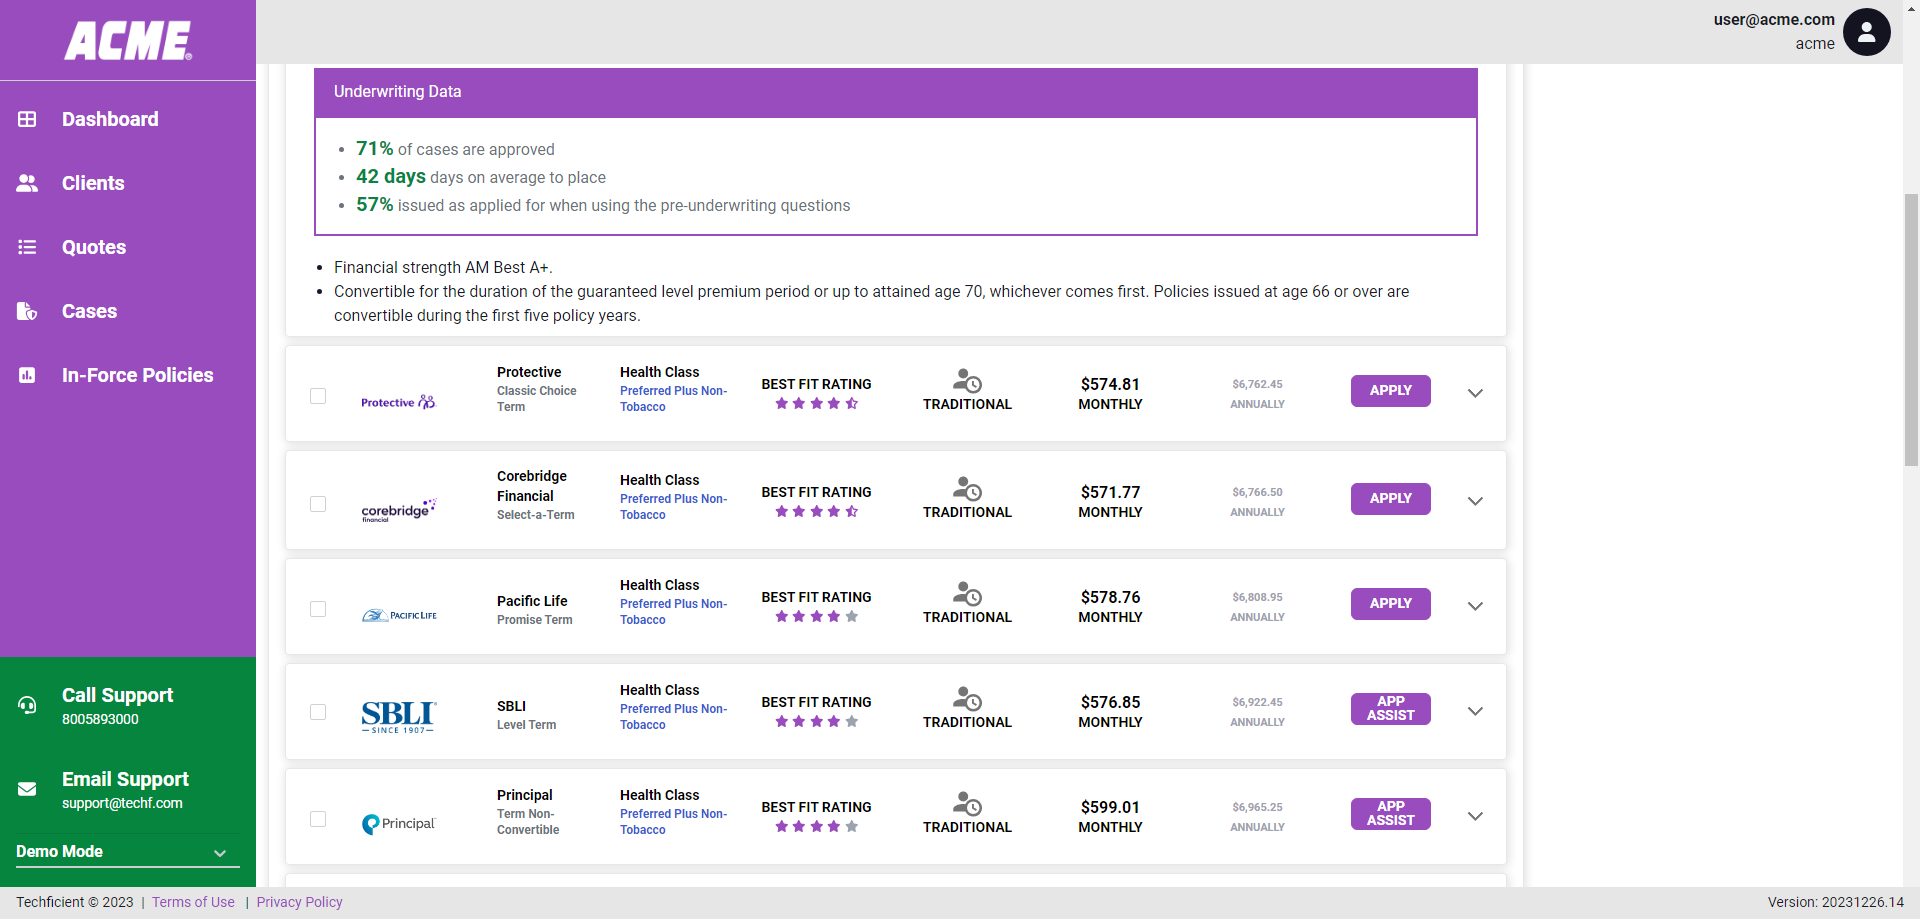 ACME®
user@acme.com
acme
Dashboard
Clients
Quotes
Cases
In-Force Policies
Call Support
8005893000
Email Support
support@techf.com
Demo Mode
Underwriting Data
71% of cases are approved
42 days days on average to place
57% issued as applied for when using the pre-underwriting questions
Financial strength AM Best A+.
Convertible for the duration of the guaranteed level premium period or up to attained age 70, whichever comes first. Policies issued at age 66 or over are
convertible during the first five policy years.
Protective
Protective
Classic Choice
Term
Health Class
Preferred Plus Non-
Tobacco
BEST FIT RATING
TRADITIONAL
$574.81
MONTHLY
$6,762.45
ANNUALLY
APPLY
corebridge
financial
Corebridge
Financial
Select-a-Term
Health Class
Preferred Plus Non-
Tobacco
BEST FIT RATING
TRADITIONAL
$571.77
MONTHLY
$6,766.50
ANNUALLY
APPLY
PACIFIC LIFE
Pacific Life
Promise Term
Health Class
Preferred Plus Non-
Tobacco
BEST FIT RATING
TRADITIONAL
$578.76
MONTHLY
$6,808.95
ANNUALLY
APPLY
SBLI
SINCE 1907
SBLI
Level Term
Health Class
Preferred Plus Non-
Tobacco
BEST FIT RATING
TRADITIONAL
$576.85
MONTHLY
$6,922.45
ANNUALLY
APP
ASSIST
Principal
Principal
Term Non-
Convertible
Health Class
Preferred Plus Non-
Tobacco
BEST FIT RATING
TRADITIONAL
$599.01
MONTHLY
$6,965.25
ANNUALLY
APP
ASSIST
Techficient © 2023 | Terms of Use | Privacy Policy
Version: 20231226.14